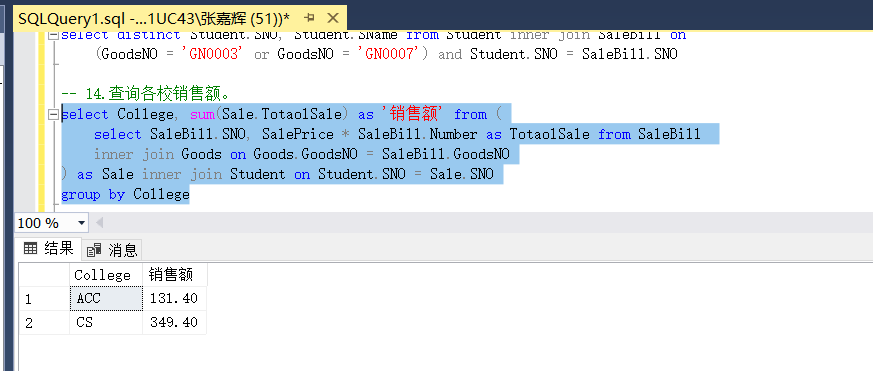 SQLQuery1.sql -...1UC43\张嘉辉 (51))*
select distinct Student.SNO, Student.SName from Student inner join SaleBill on
(GoodsNO = 'GN0003' or GoodsNO = 'GN0007') and Student.SNO = SaleBill.SNO
-- 14.查询各校销售额。
select College, sum(Sale.TotaolSale) as '销售额' from (
select SaleBill.SNO, SalePrice * SaleBill.Number as TotaolSale from SaleBill
inner join Goods on Goods.GoodsNO = SaleBill.GoodsNO
) as Sale inner join Student on Student.SNO = Sale.SNO
group by College
100 %
结果 消息
College 销售额
1 ACC 131.40
2 CS 349.40